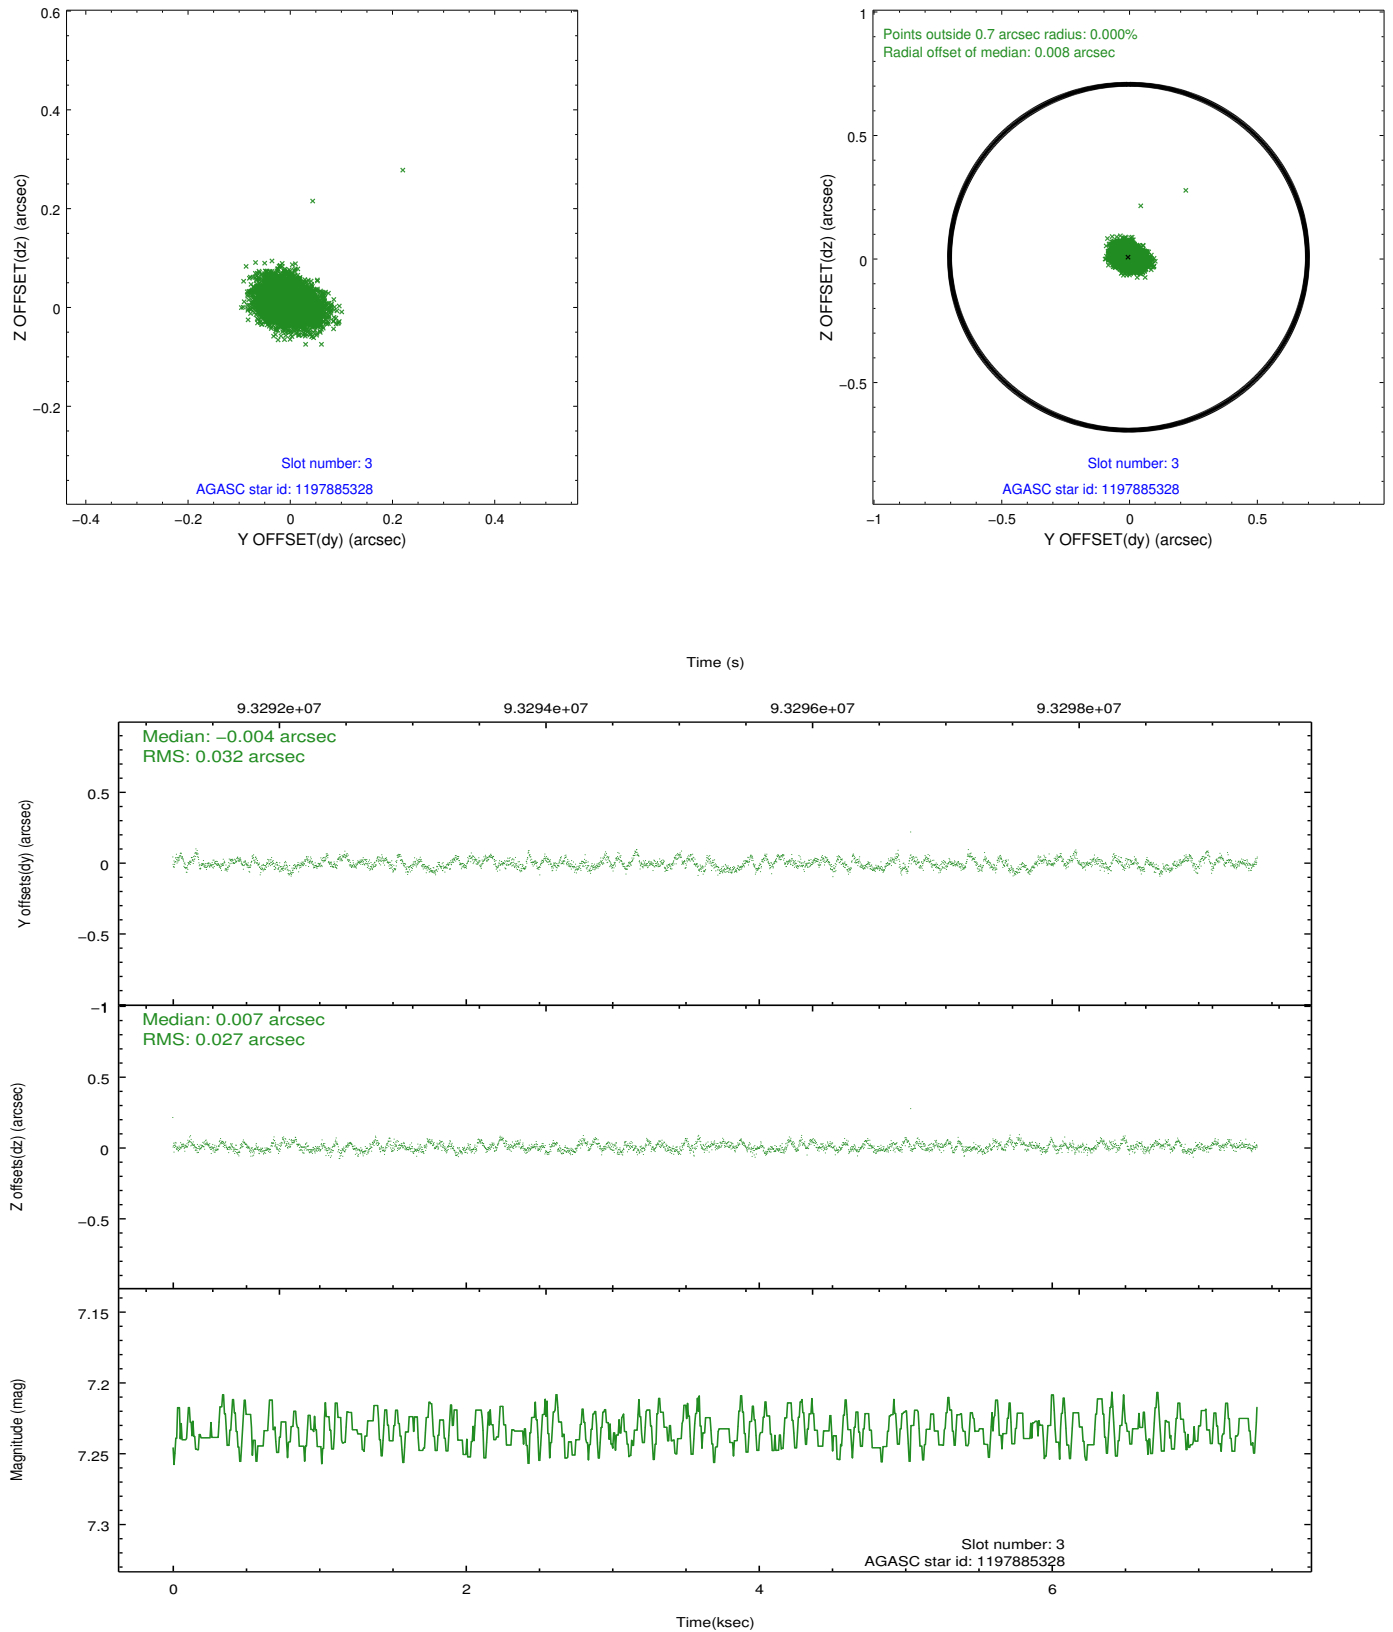 0.6
0.4
0.2
0
−0.2
−0.4
−0.2
0
0.2
0.4
Z OFFSET(dz) (arcsec)
Y OFFSET(dy) (arcsec)
Slot number: 3
AGASC star id: 1197885328
Points outside 0.7 arcsec radius: 0.000%
Radial offset of median: 0.008 arcsec
1
0.5
0
−0.5
−1
−0.5
0
0.5
Z OFFSET(dz) (arcsec)
Y OFFSET(dy) (arcsec)
Slot number: 3
AGASC star id: 1197885328
Time (s)
9.3292e+07
9.3294e+07
9.3296e+07
9.3298e+07
Median: −0.004 arcsec
RMS: 0.032 arcsec
0.5
0
−0.5
−1
Y offsets(dy) (arcsec)
Median: 0.007 arcsec
RMS: 0.027 arcsec
0.5
0
−0.5
Z offsets(dz) (arcsec)
7.15
7.2
7.25
7.3
Magnitude (mag)
Slot number: 3
AGASC star id: 1197885328
0
2
4
6
Time(ksec)